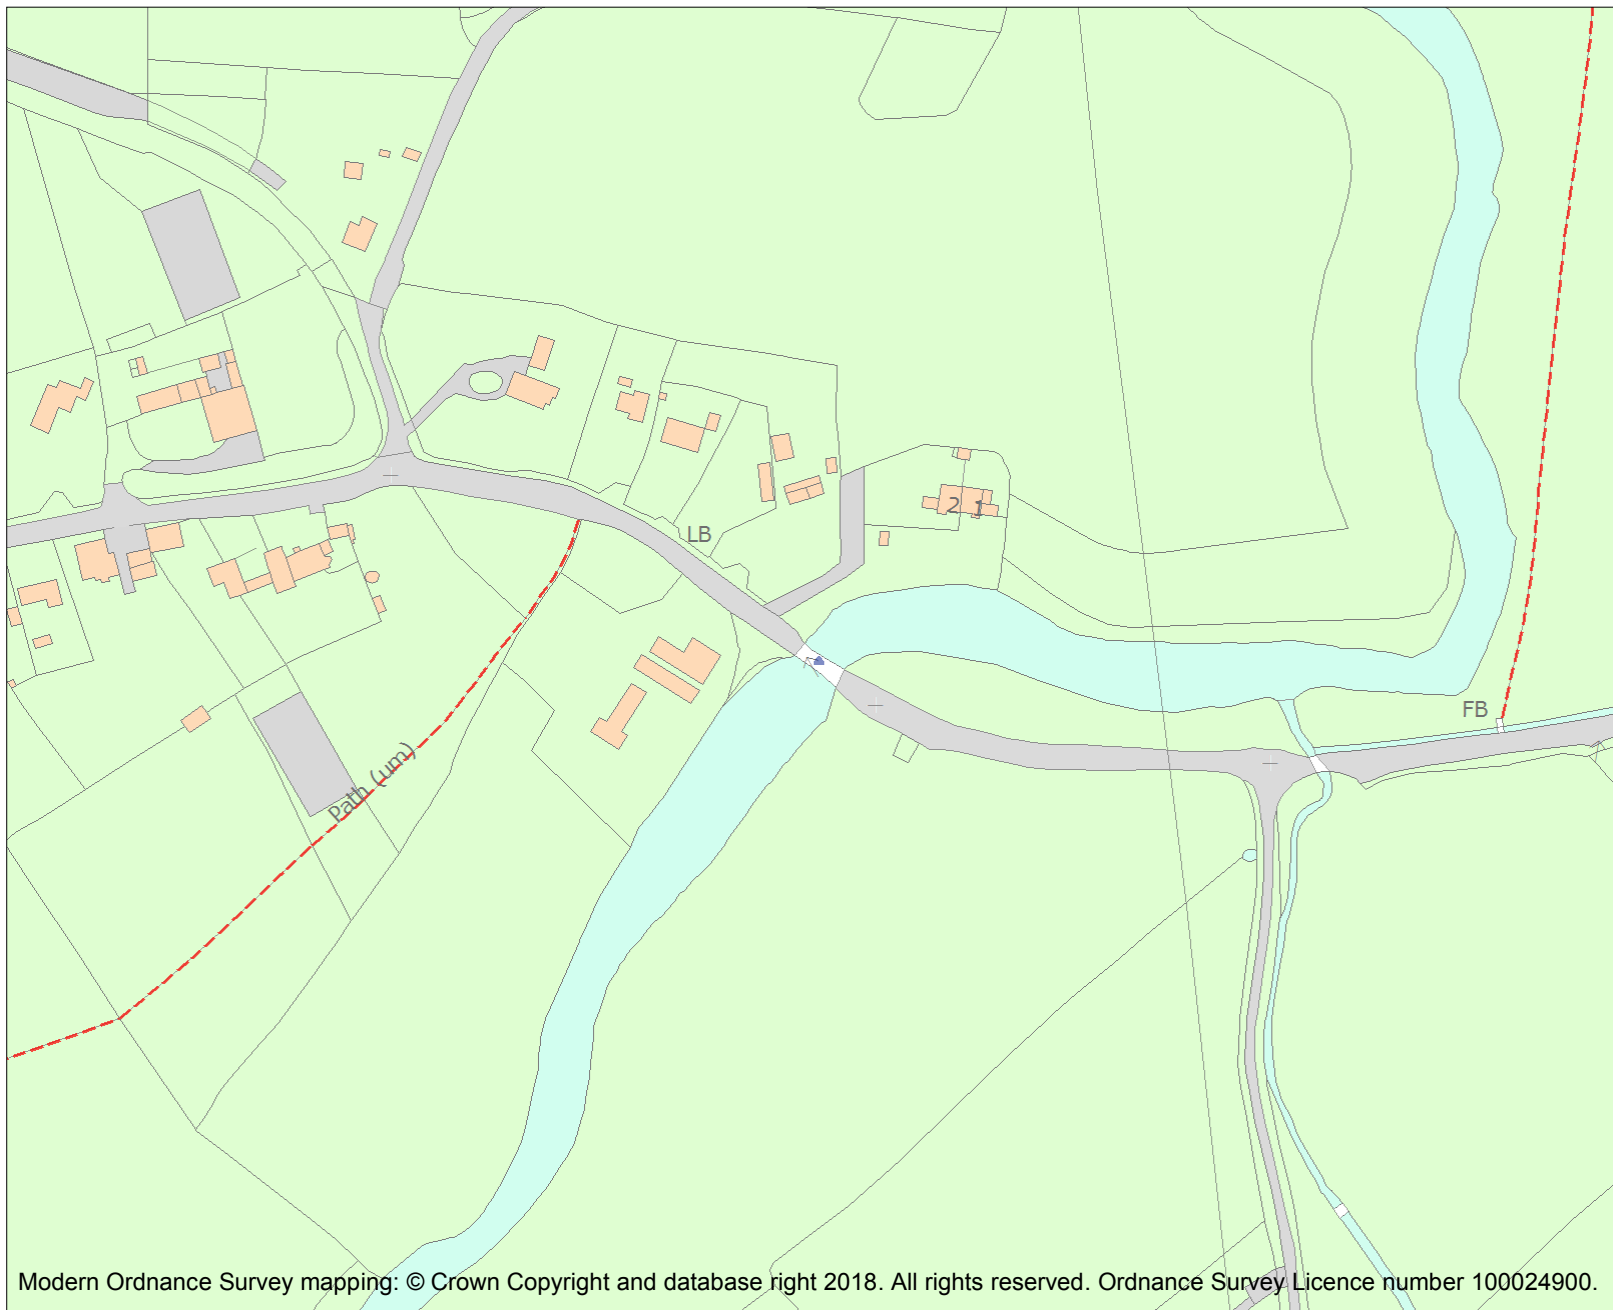 2 1
LB
FB
Path (um)
Modern Ordnance Survey mapping: © Crown Copyright and database right 2018. All rights reserved. Ordnance Survey Licence number 100024900.